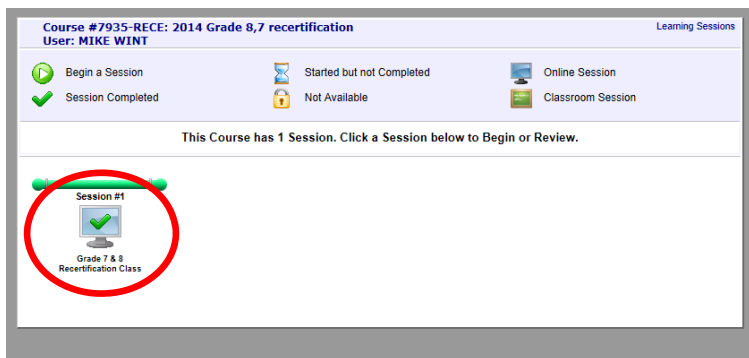 Course #7935-RECE: 2014 Grade 8,7 recertification
Learning Sessions
User: MIKE WINT
Begin a Session
Started but not Completed
Online Session
Session Completed
Not Available
Classroom Session
This Course has 1 Session. Click a Session below to Begin or Review.
Session #1
Grade 7 & 8
Recertification Class